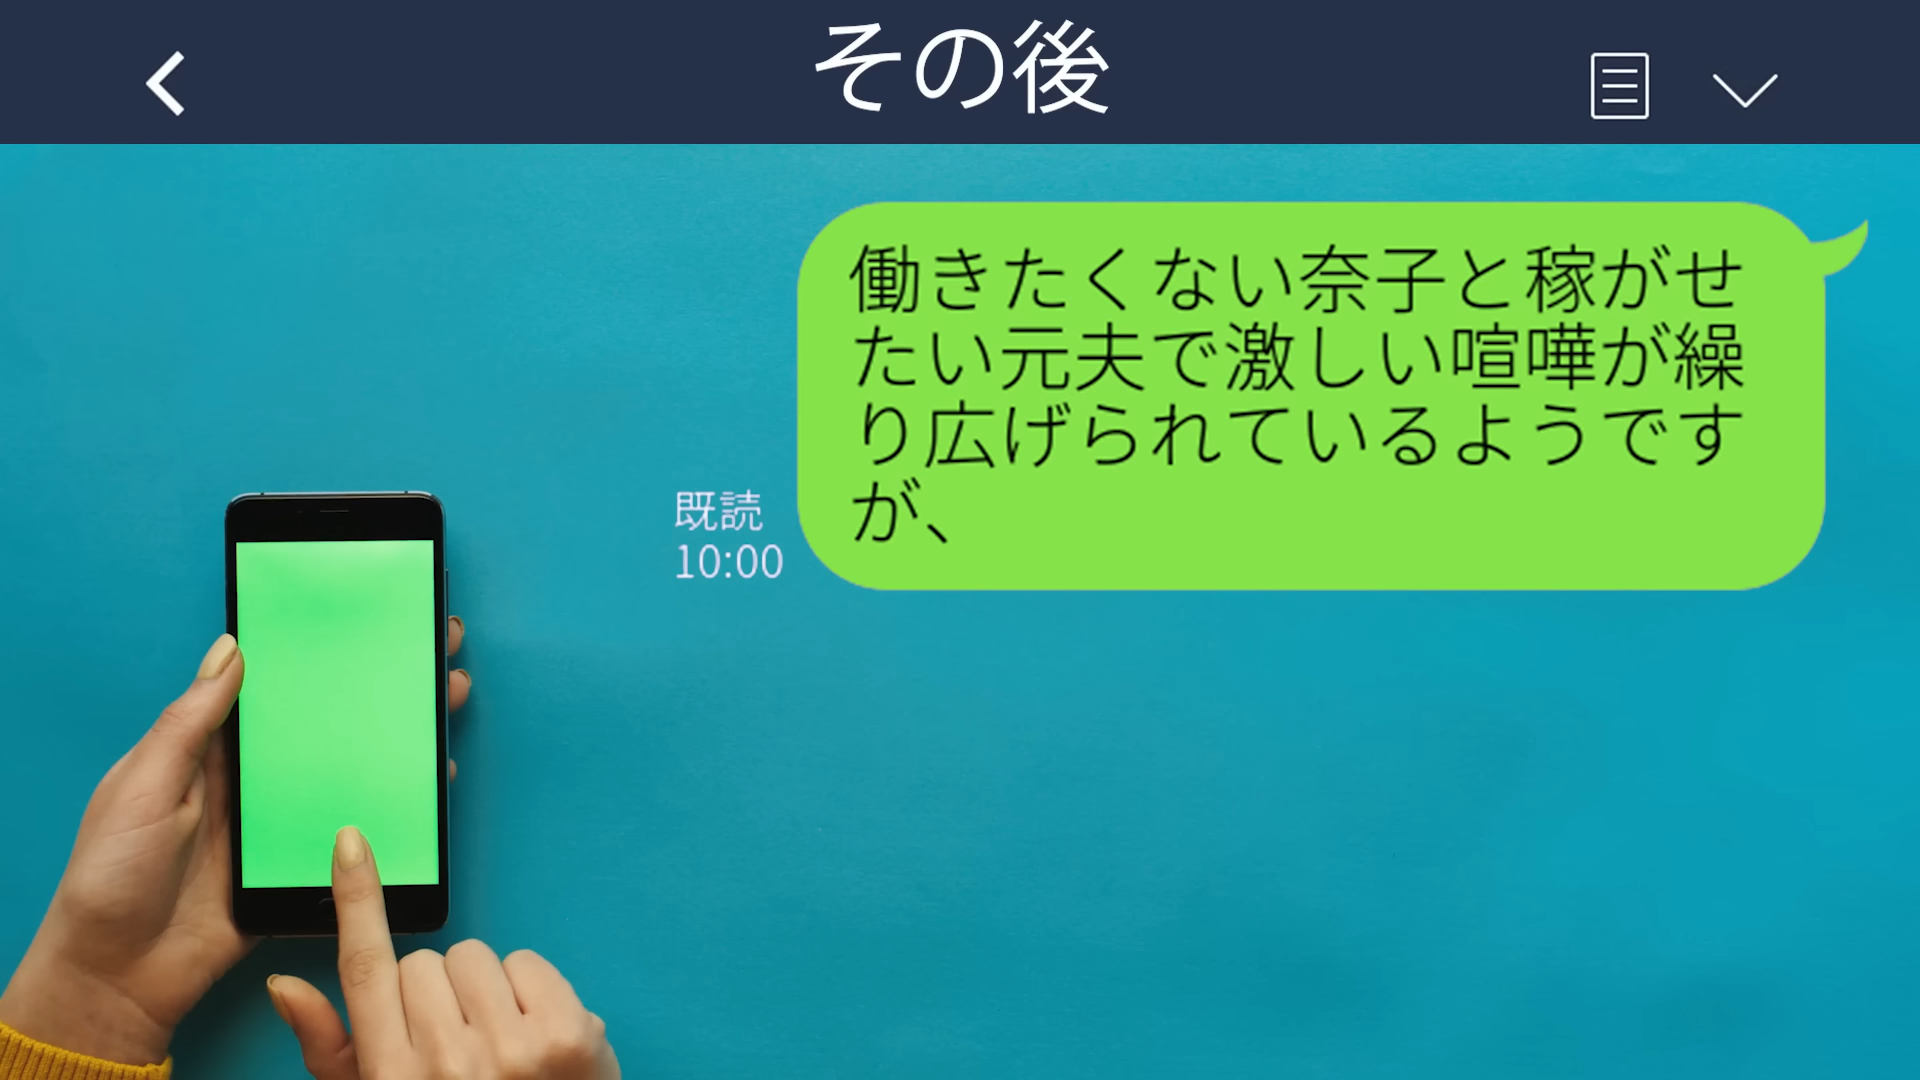 その後
働きたくない奈子と稼がせ
たい元夫で激しい喧嘩が繰
り広げられているようです
が、
既読
10:00